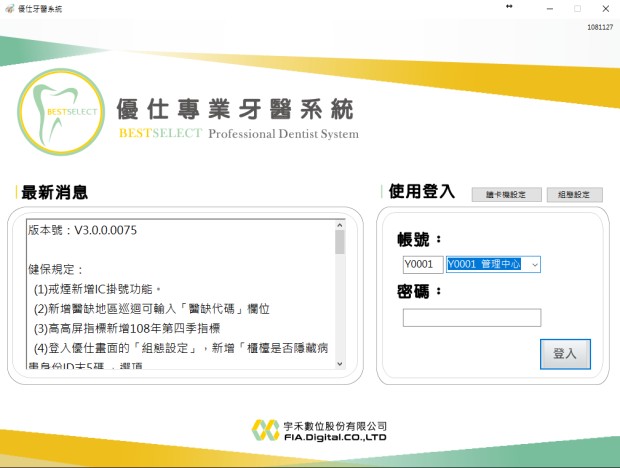 優仕牙醫系統
1081127
BESTSELECT
優仕專業牙醫系統
BESTSELECT Professional Dentist System
最新消息
版本號：V3.0.0.0075
健保規定：
(1)戒煙新增IC掛號功能。
(2)新增醫缺地區巡迴可輸入「醫缺代碼」欄位
(3)高高屏指標新增108年第四季指標
(4)登入優仕畫面的「組態設定」，新增「櫃檯是否隱藏病
患身份ID末5碼」選項
使用登入
讀卡機設定
組態設定
帳號：
Y0001
Y0001 管理中心
密碼：
登入
宇禾數位股份有限公司
FIA.Digital.CO.,LTD